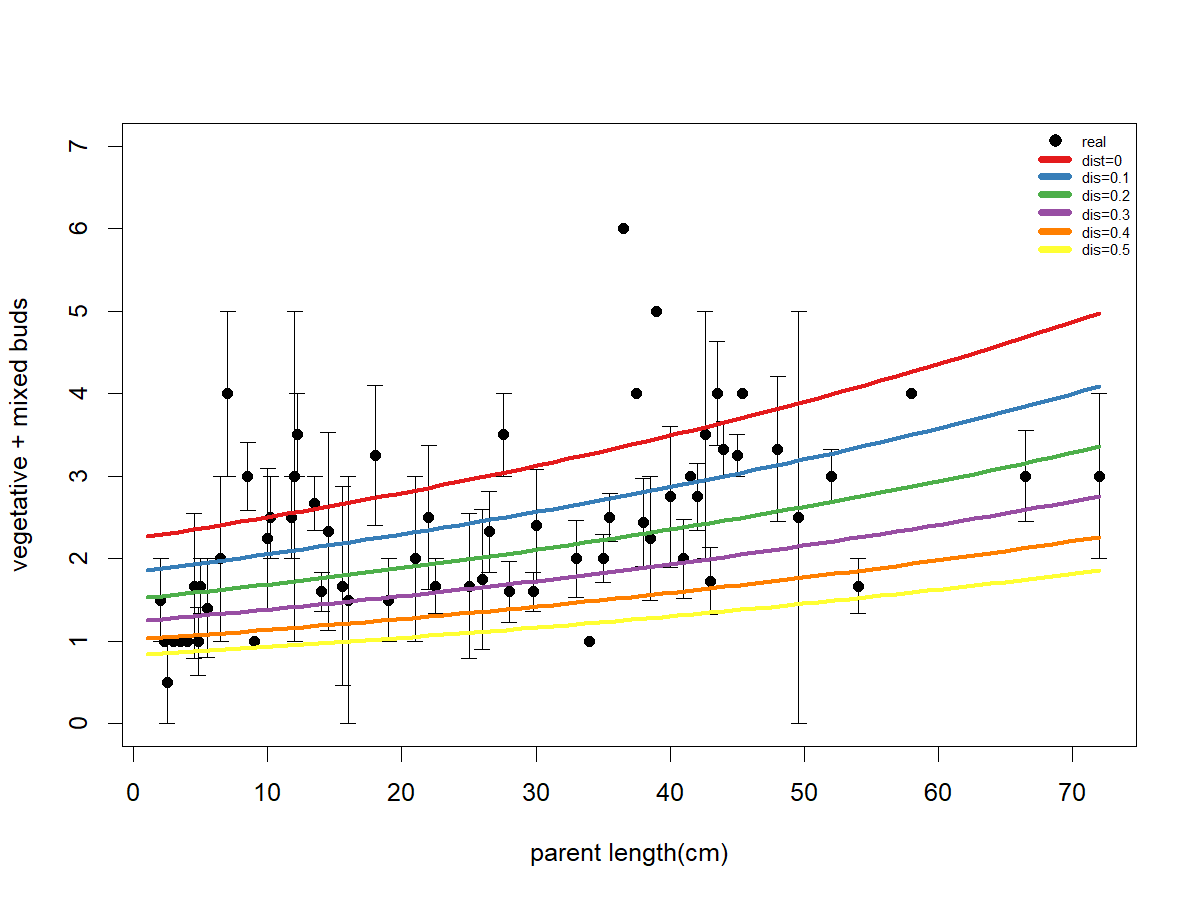 7
6
5
4
3
2
1
0
vegetative + mixed buds
real
dist=0
dis=0.1
dis=0.2
dis=0.3
dis=0.4
dis=0.5
0 10 20 30 40 50 60 70
parent length(cm)